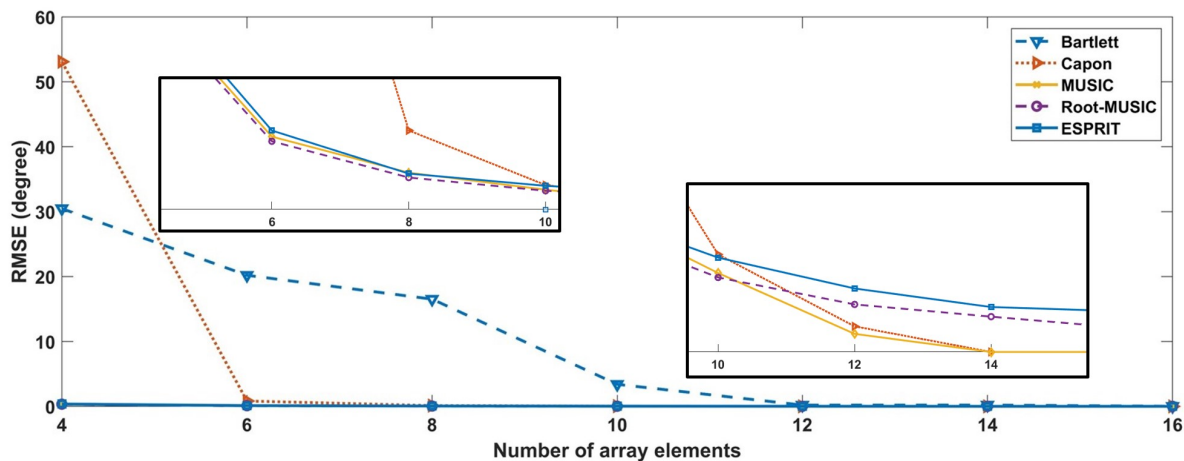 60
50
40
30
20
10
0
RMSE (degree)
Bartlett
Capon
MUSIC
Root-MUSIC
ESPRIT
6 8 10
10 12 14
4 6 8 10 12 14 16
Number of array elements